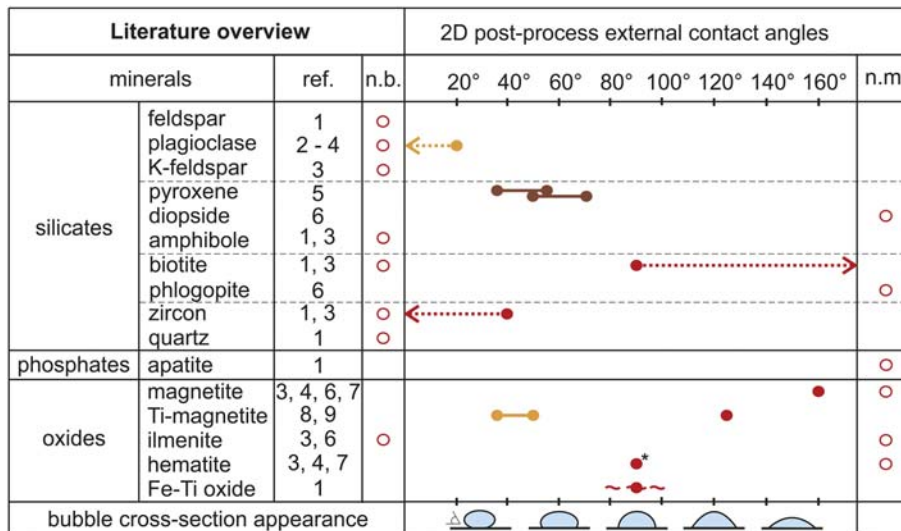 Literature overview 2D post-process external contact angles
minerals ref. n.b. 20° 40° 60° 80° 100° 120° 140° 160° n.m
feldspar 1
plagioclase 2 - 4
K-feldspar 3
pyroxene 5
silicates diopside 6
amphibole 1, 3
biotite 1, 3
phlogopite 6
zircon 1, 3
quartz 1
phosphates apatite 1
magnetite 3, 4, 6, 7
Ti-magnetite 8, 9
oxides ilmenite 3, 6
hematite 3, 4, 7 *
Fe-Ti oxide 1
bubble cross-section appearance